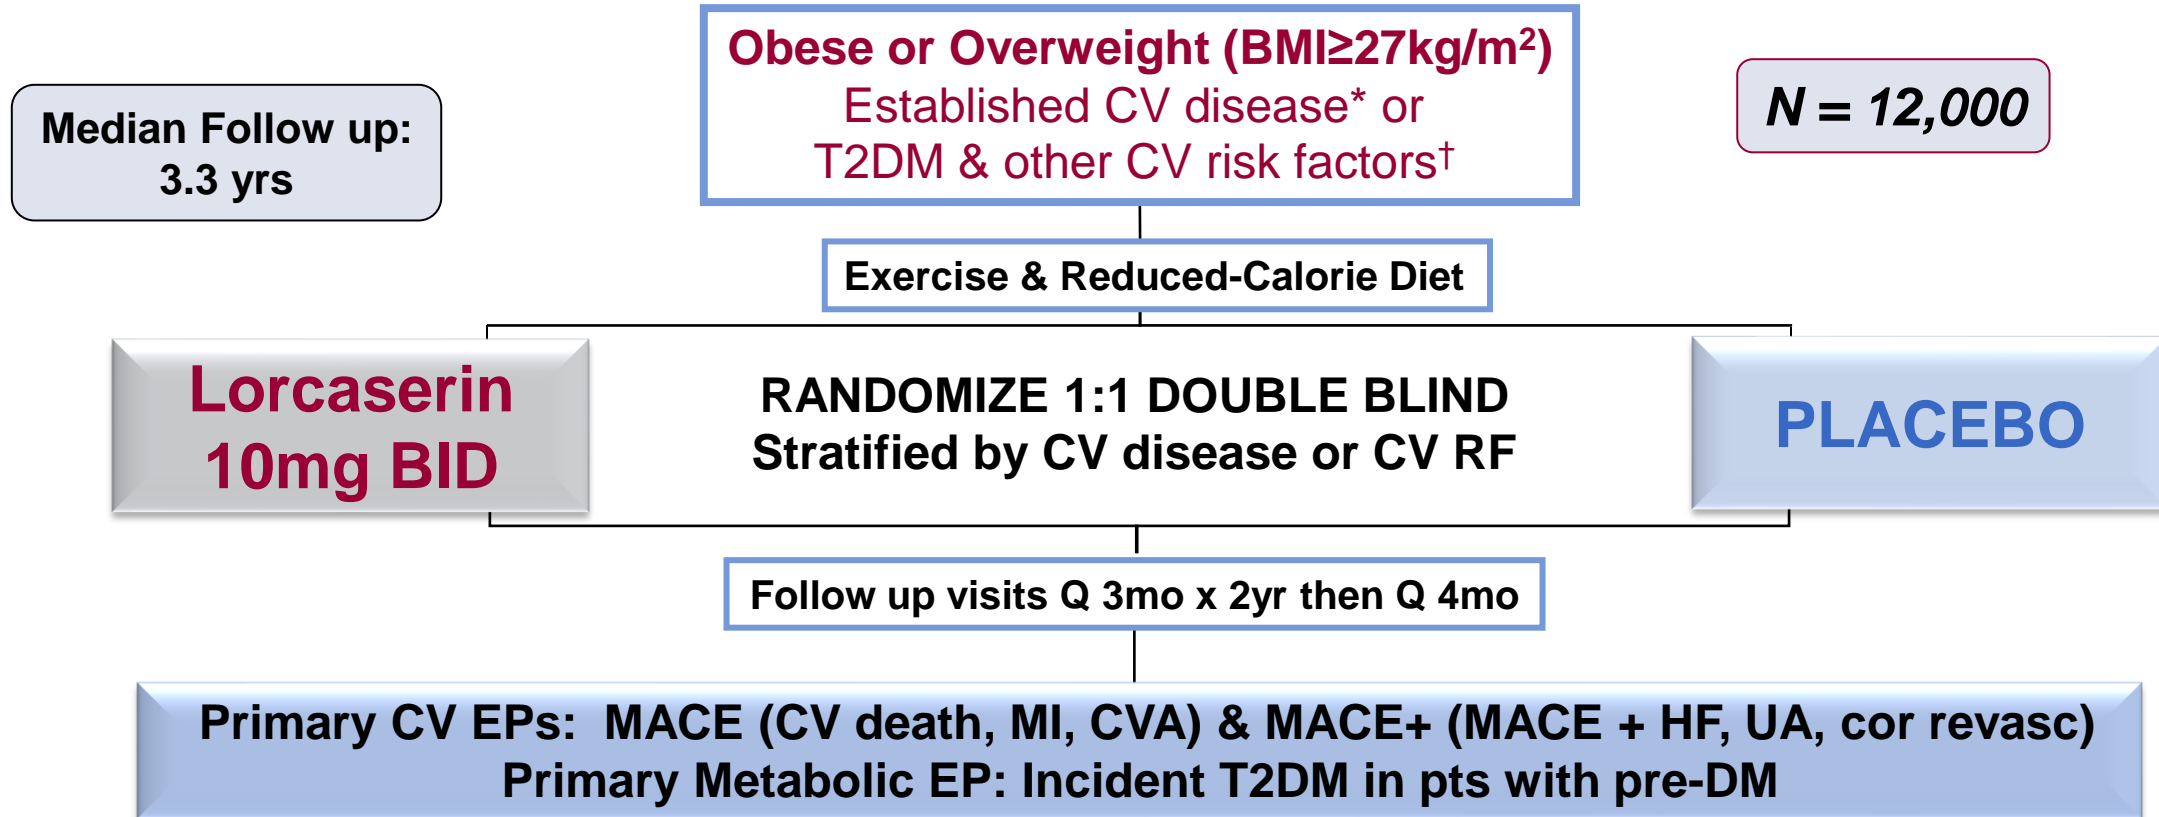 Obese or Overweight (BMI≥27kg/m²)
Established CV disease* or
T2DM & other CV risk factors†
Median Follow up:
3.3 yrs
N = 12,000
Exercise & Reduced-Calorie Diet
Lorcaserin
10mg BID
RANDOMIZE 1:1 DOUBLE BLIND
Stratified by CV disease or CV RF
PLACEBO
Follow up visits Q 3mo x 2yr then Q 4mo
Primary CV EPs: MACE (CV death, MI, CVA) & MACE+ (MACE + HF, UA, cor revasc)
Primary Metabolic EP: Incident T2DM in pts with pre-DM